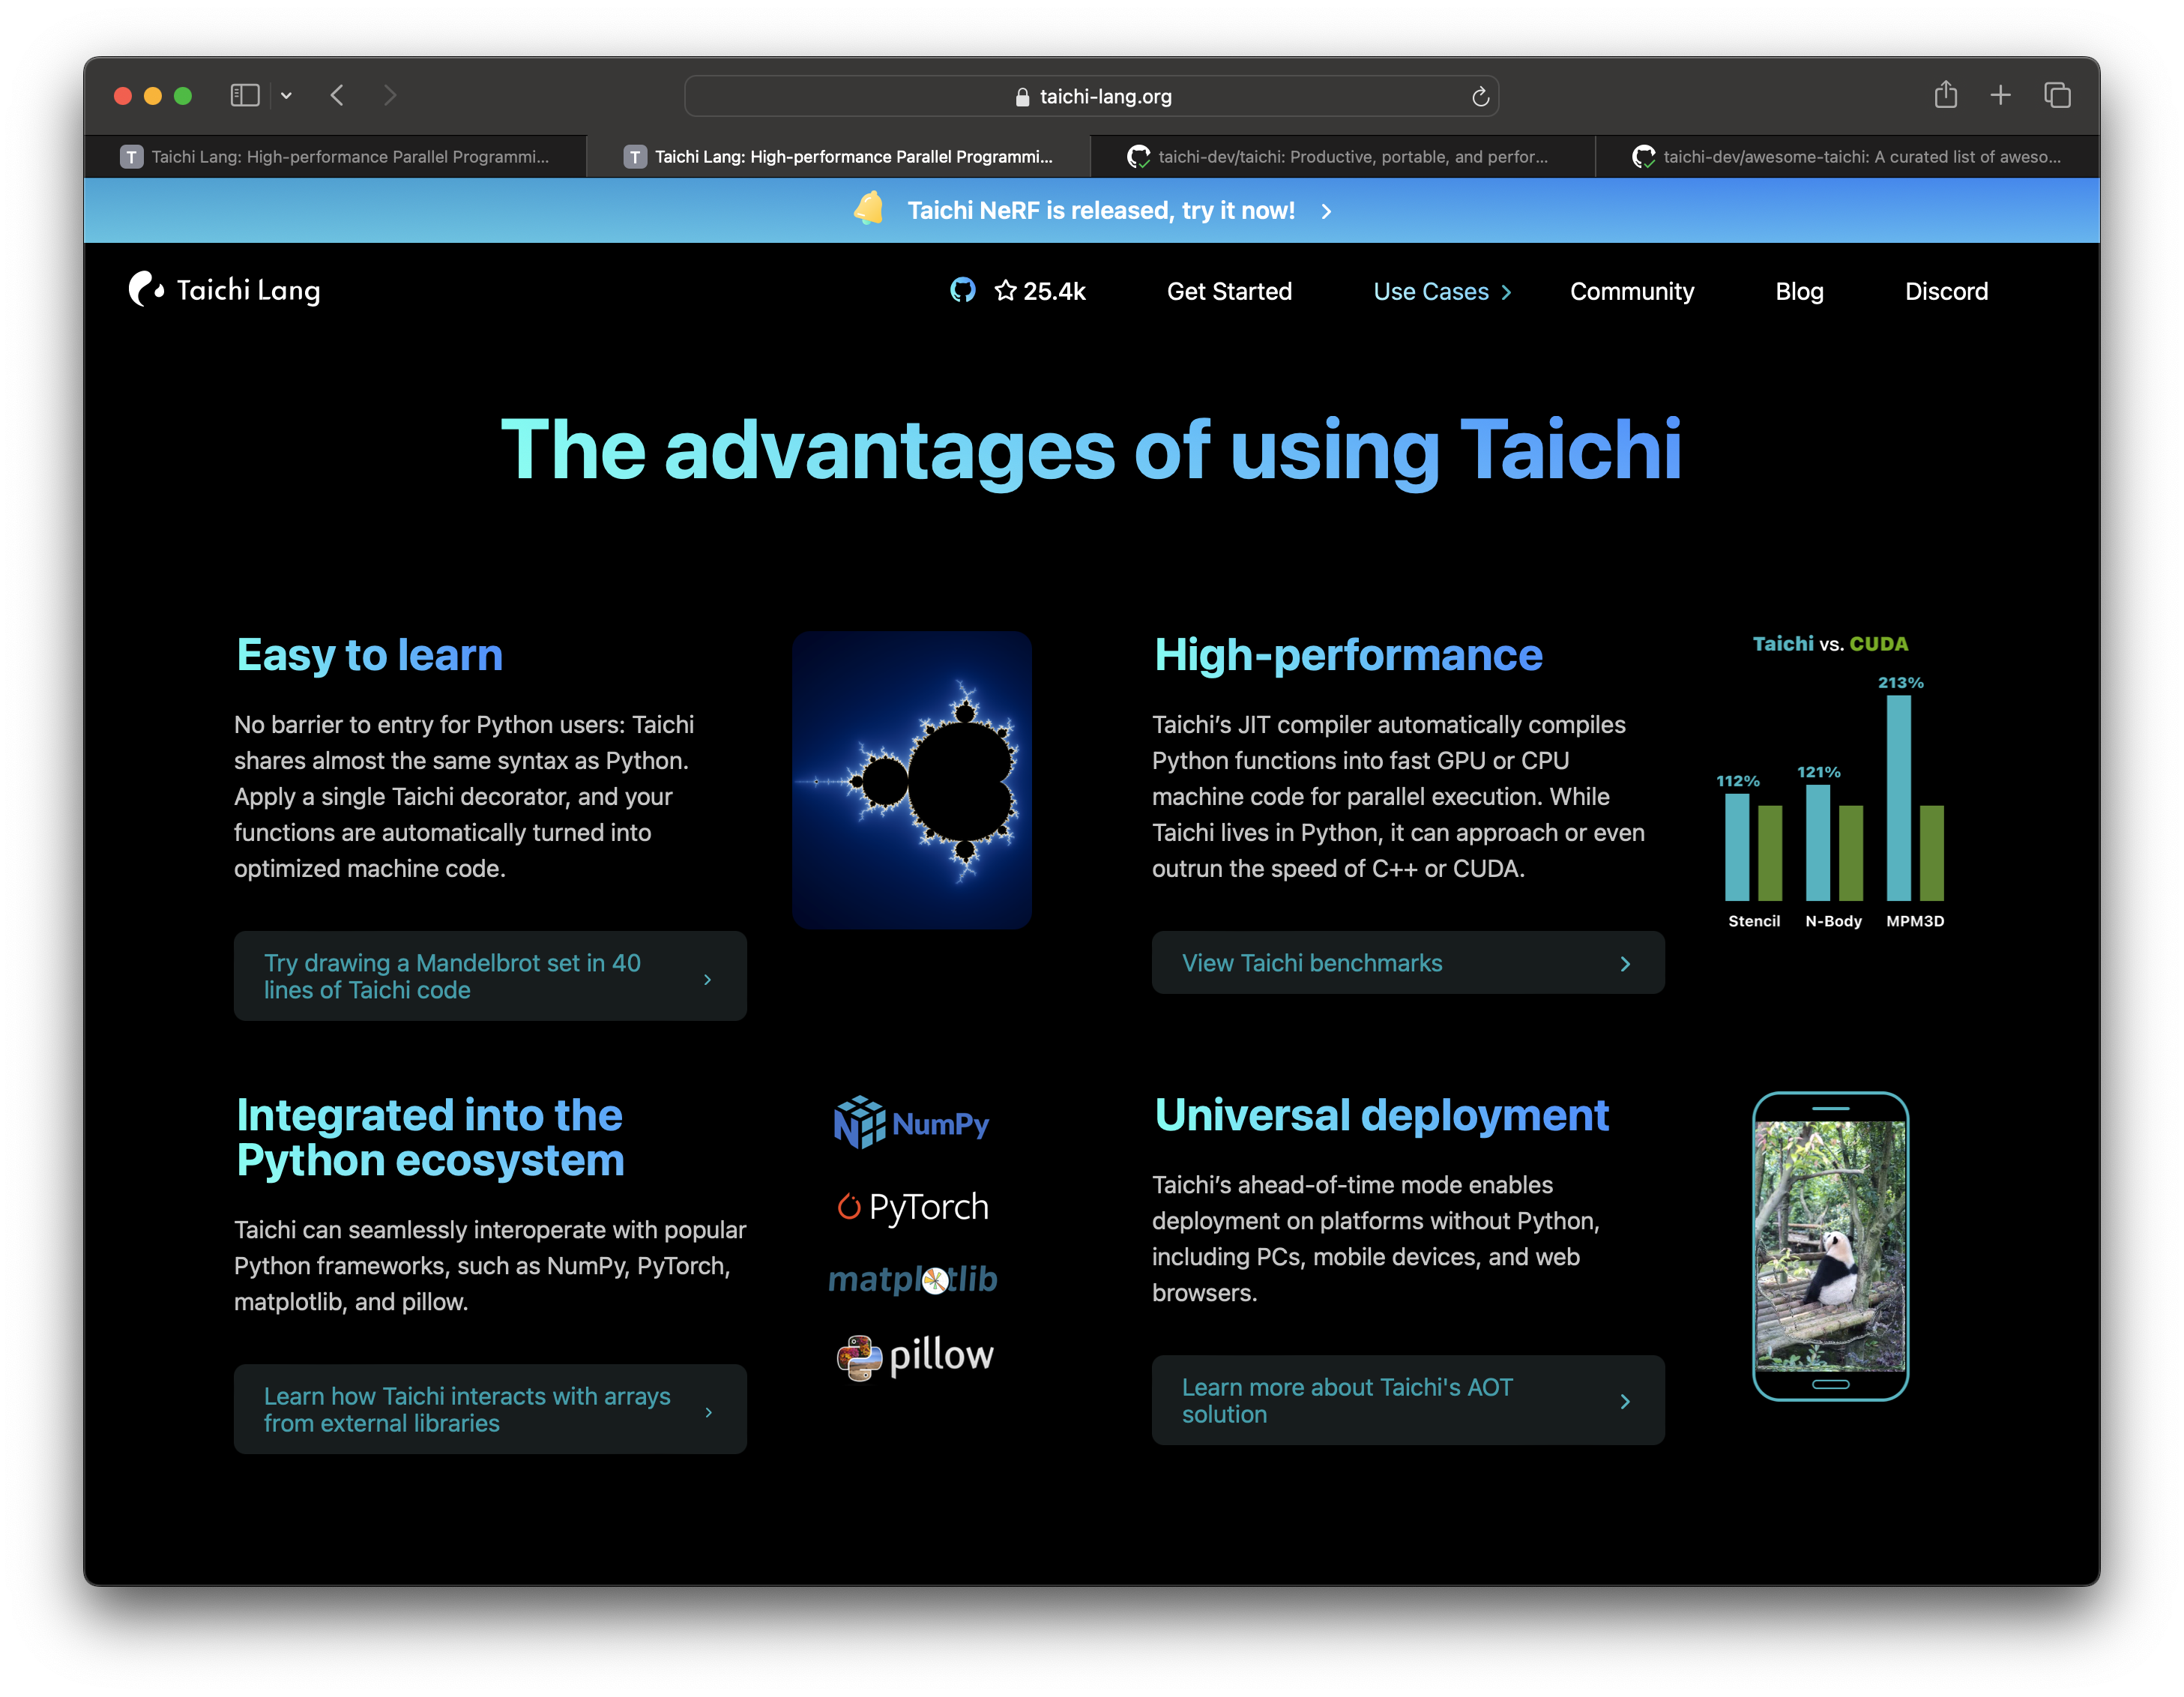 taichi-lang.org
Taichi Lang: High-performance Parallel Programmi...
Taichi Lang: High-performance Parallel Programmi...
taichi-dev/taichi: Productive, portable, and perfor...
taichi-dev/awesome-taichi: A curated list of aweso...
Taichi NeRF is released, try it now!
Taichi Lang
25.4k
Get Started
Use Cases
Community
Blog
Discord
The advantages of using Taichi
Easy to learn
No barrier to entry for Python users: Taichi
shares almost the same syntax as Python.
Apply a single Taichi decorator, and your
functions are automatically turned into
optimized machine code.
Try drawing a Mandelbrot set in 40
lines of Taichi code
High-performance
Taichi’s JIT compiler automatically compiles
Python functions into fast GPU or CPU
machine code for parallel execution. While
Taichi lives in Python, it can approach or even
outrun the speed of C++ or CUDA.
View Taichi benchmarks
Taichi vs. CUDA
112%
121%
213%
Stencil
N-Body
MPM3D
Integrated into the
Python ecosystem
Taichi can seamlessly interoperate with popular
Python frameworks, such as NumPy, PyTorch,
matplotlib, and pillow.
Learn how Taichi interacts with arrays
from external libraries
NumPy
PyTorch
matplotlib
pillow
Universal deployment
Taichi’s ahead-of-time mode enables
deployment on platforms without Python,
including PCs, mobile devices, and web
browsers.
Learn more about Taichi's AOT
solution